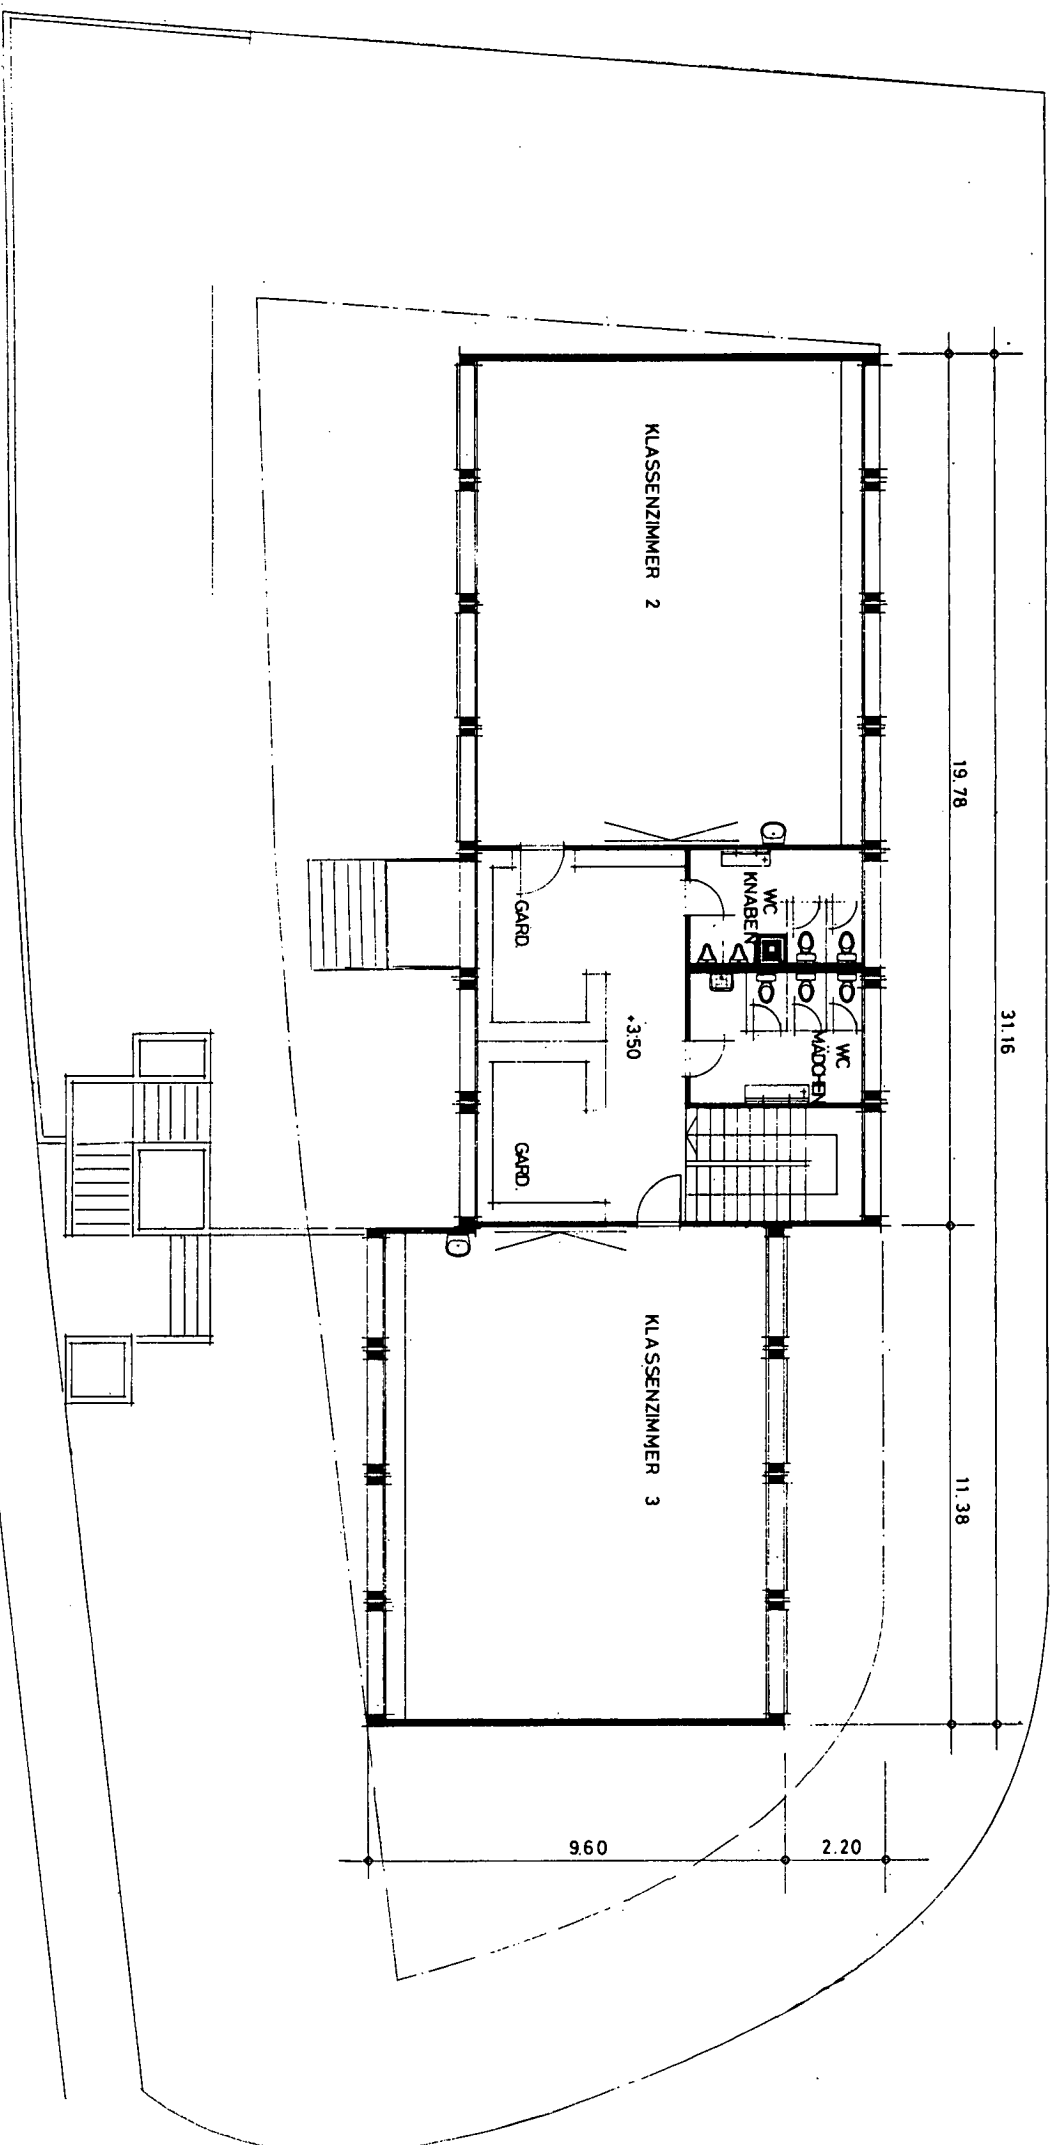 31.16
19.78
11.38
KLASSENZIMMER 2
WC
KNABEN
WC
MÄDCHEN
GARD.
+3.50
GARD.
KLASSENZIMMER 3
9.60
2.20